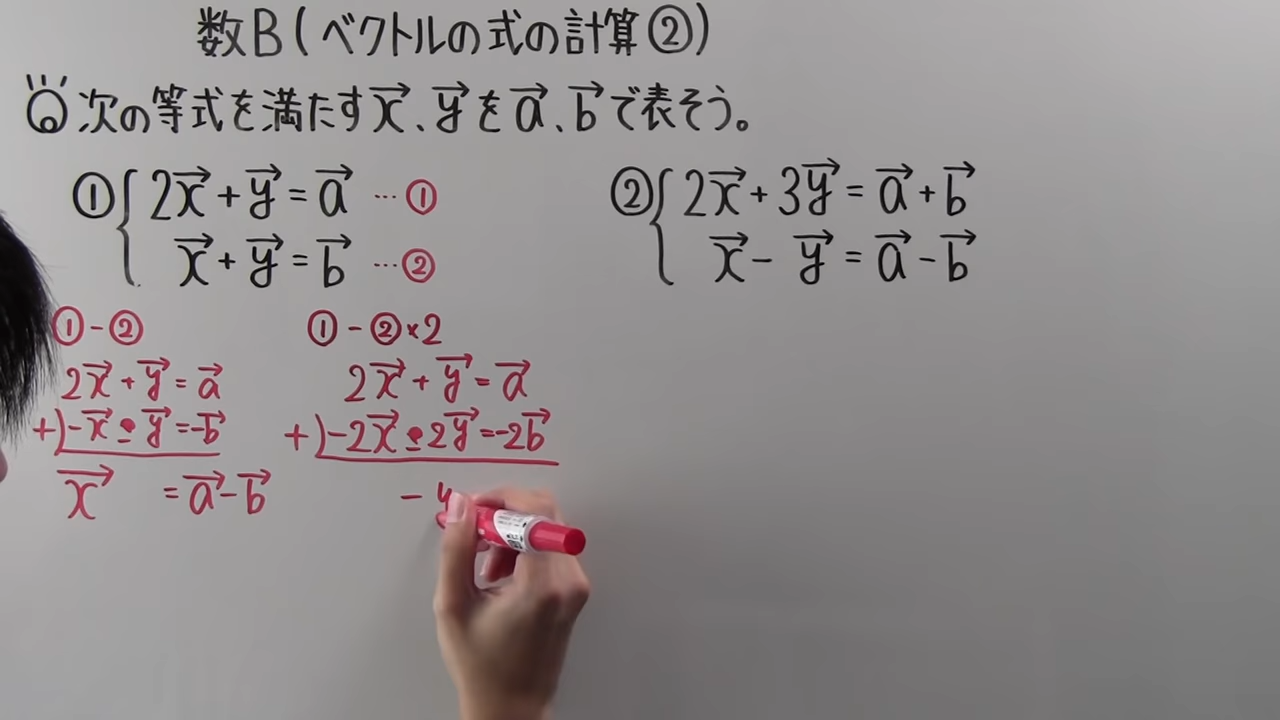 数B(ベクトルの式の計算②)
Q 次の等式を満たす x⃗、y⃗ を a⃗、b⃗ で表そう。
① { 2x⃗ + y⃗ = a⃗ …①
x⃗ + y⃗ = b⃗ …②
② { 2x⃗ + 3y⃗ = a⃗ + b⃗
x⃗ - y⃗ = a⃗ - b⃗
① - ②
2x⃗ + y⃗ = a⃗
+) -x⃗ - y⃗ = -b⃗
x⃗ = a⃗ - b⃗
① - ② × 2
2x⃗ + y⃗ = a⃗
+) -2x⃗ - 2y⃗ = -2b⃗
- y